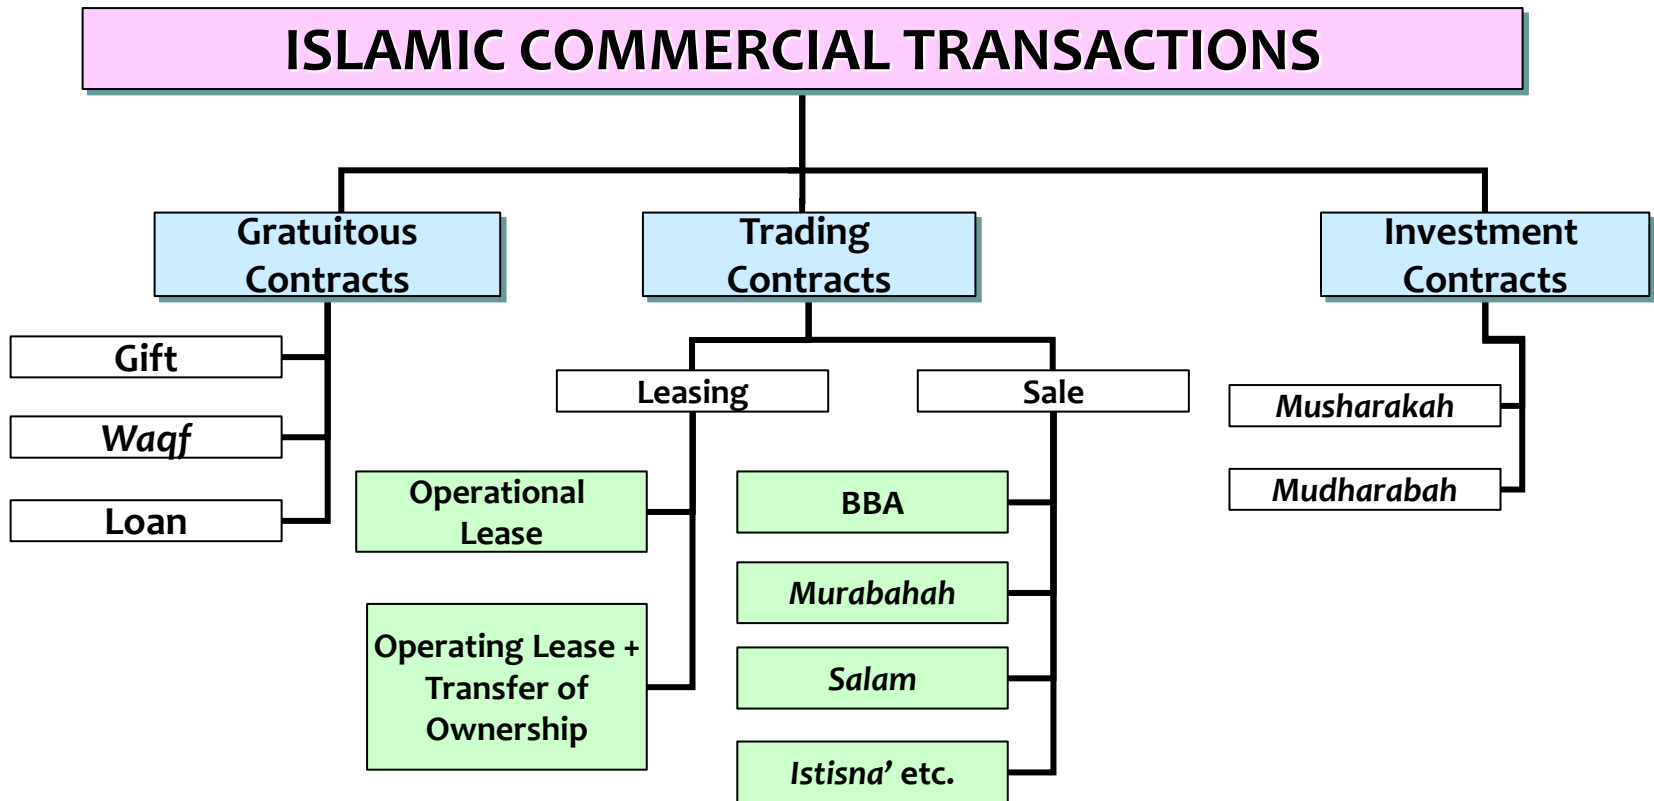 ISLAMIC COMMERCIAL TRANSACTIONS
Gratuitous
Contracts
Trading
Contracts
Investment
Contracts
Gift
Waqf
Loan
Leasing
Sale
Operational
Lease
Operating Lease +
Transfer of
Ownership
BBA
Murabahah
Salam
Istisna’ etc.
Musharakah
Mudharabah